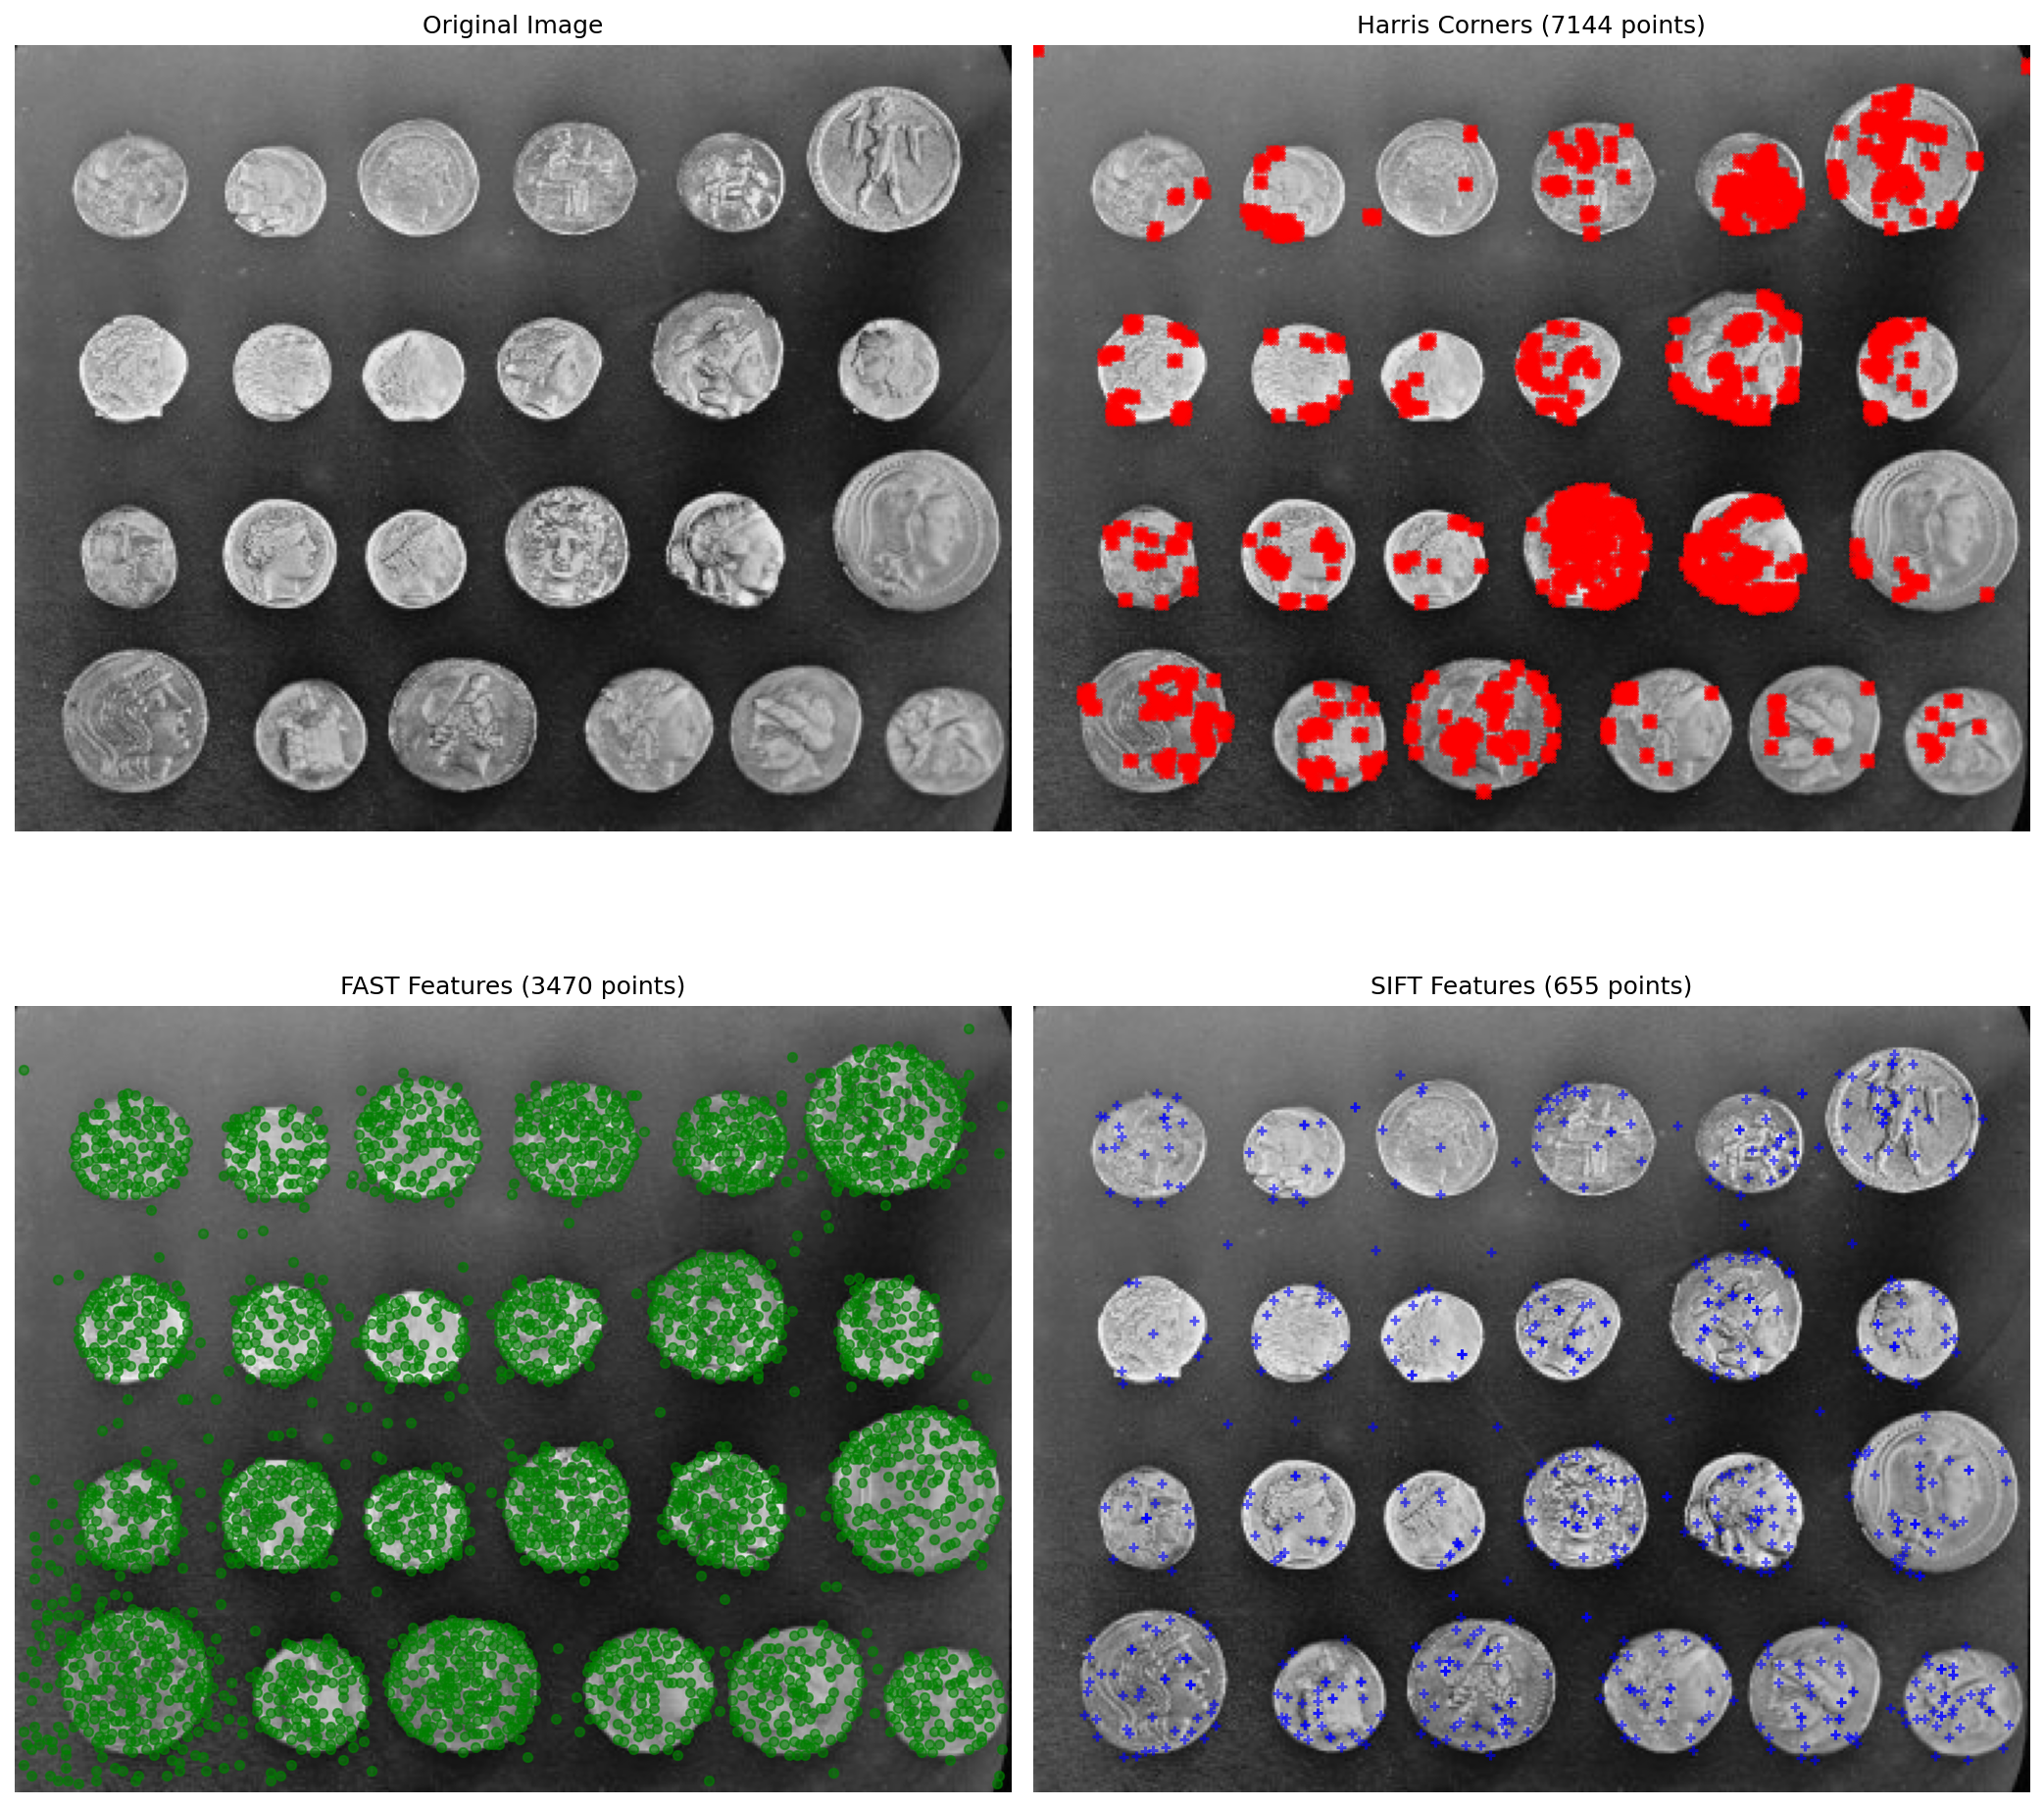 Original Image
Harris Corners (7144 points)
FAST Features (3470 points)
SIFT Features (655 points)